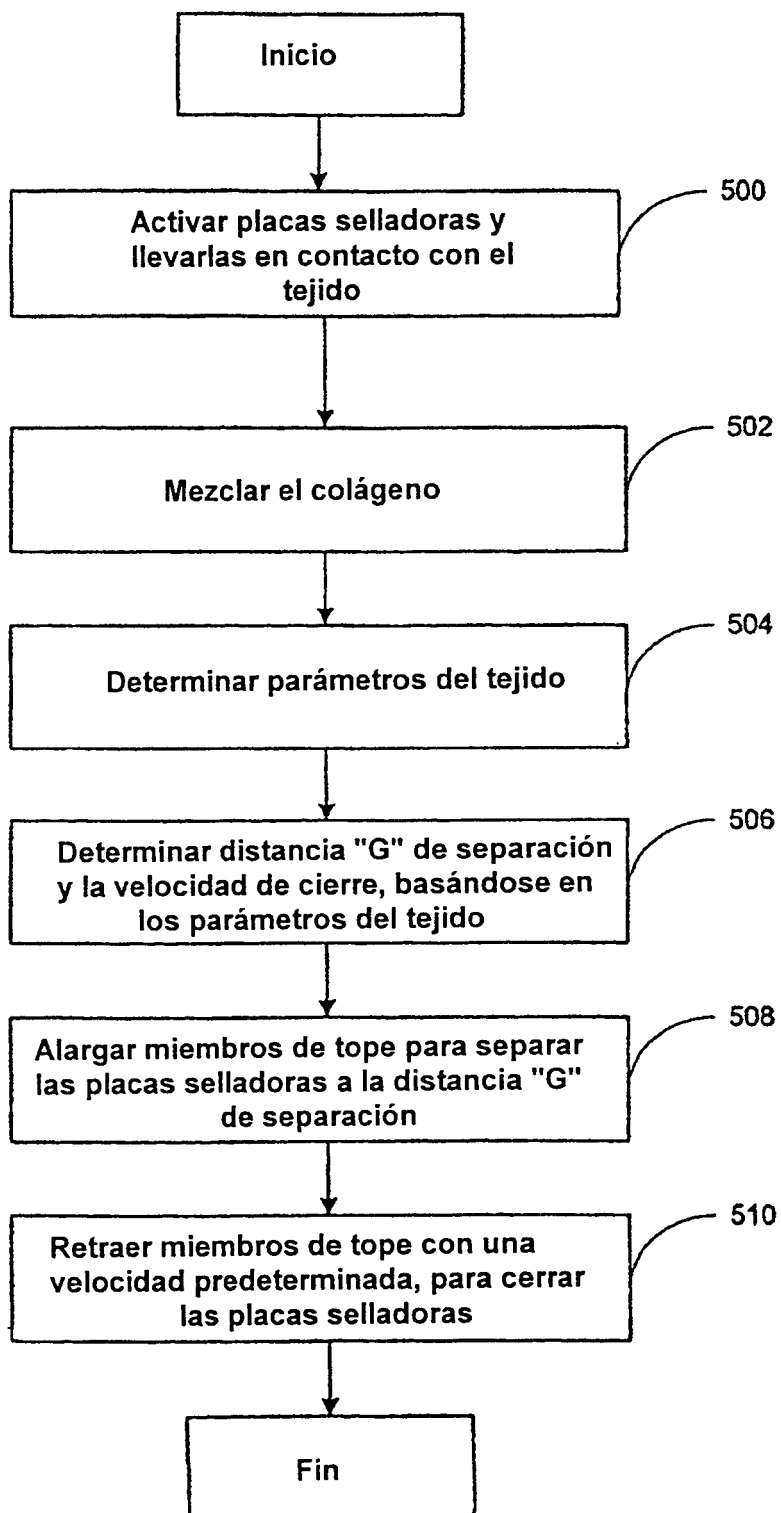 Inicio
Activar placas selladoras y
llevarlas en contacto con el
tejido
500
Mezclar el colágeno
502
Determinar parámetros del tejido
504
Determinar distancia "G" de separación
y la velocidad de cierre, basándose en
los parámetros del tejido
506
Alargar miembros de tope para separar
las placas selladoras a la distancia "G"
de separación
508
Retraer miembros de tope con una
velocidad predeterminada, para cerrar
las placas selladoras
510
Fin